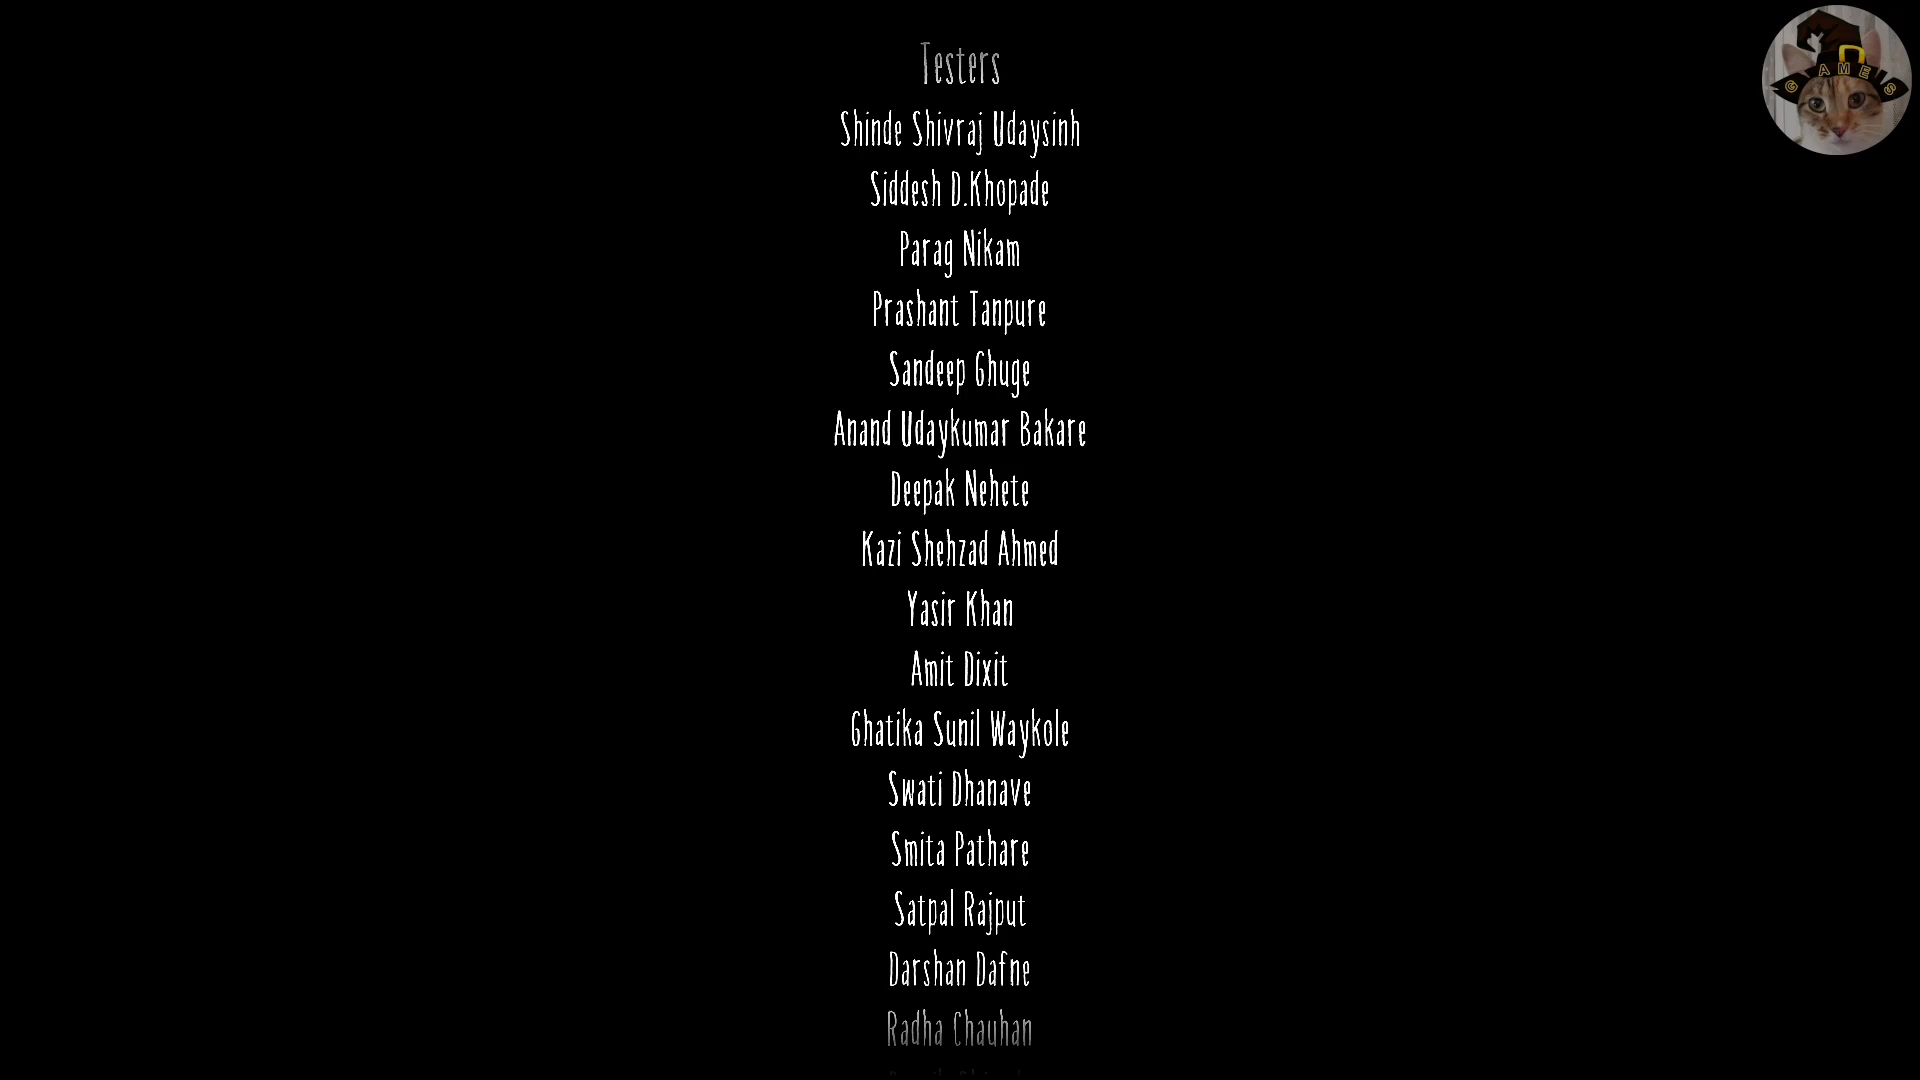 Testers
Shinde Shivraj Udaysinh
Siddesh D.Khopade
Parag Nikam
Prashant Tanpure
Sandeep Ghuge
Anand Udaykumar Bakare
Deepak Nehete
Kazi Shehzad Ahmed
Yasir Khan
Amit Dixit
Ghatika Sunil Waykole
Swati Dhanave
Smita Pathare
Satpal Rajput
Darshan Dafne
Radha Chauhan
GAMES